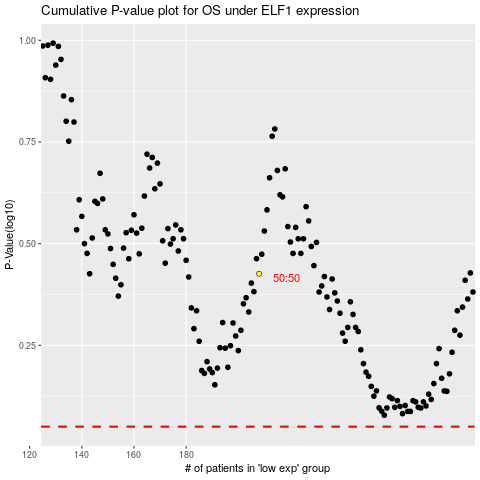 Cumulative P-value plot for OS under ELF1 expression
P-Value(log10)
1.00
0.75
0.50
0.25
50:50
120 140 160 180
# of patients in 'low exp' group